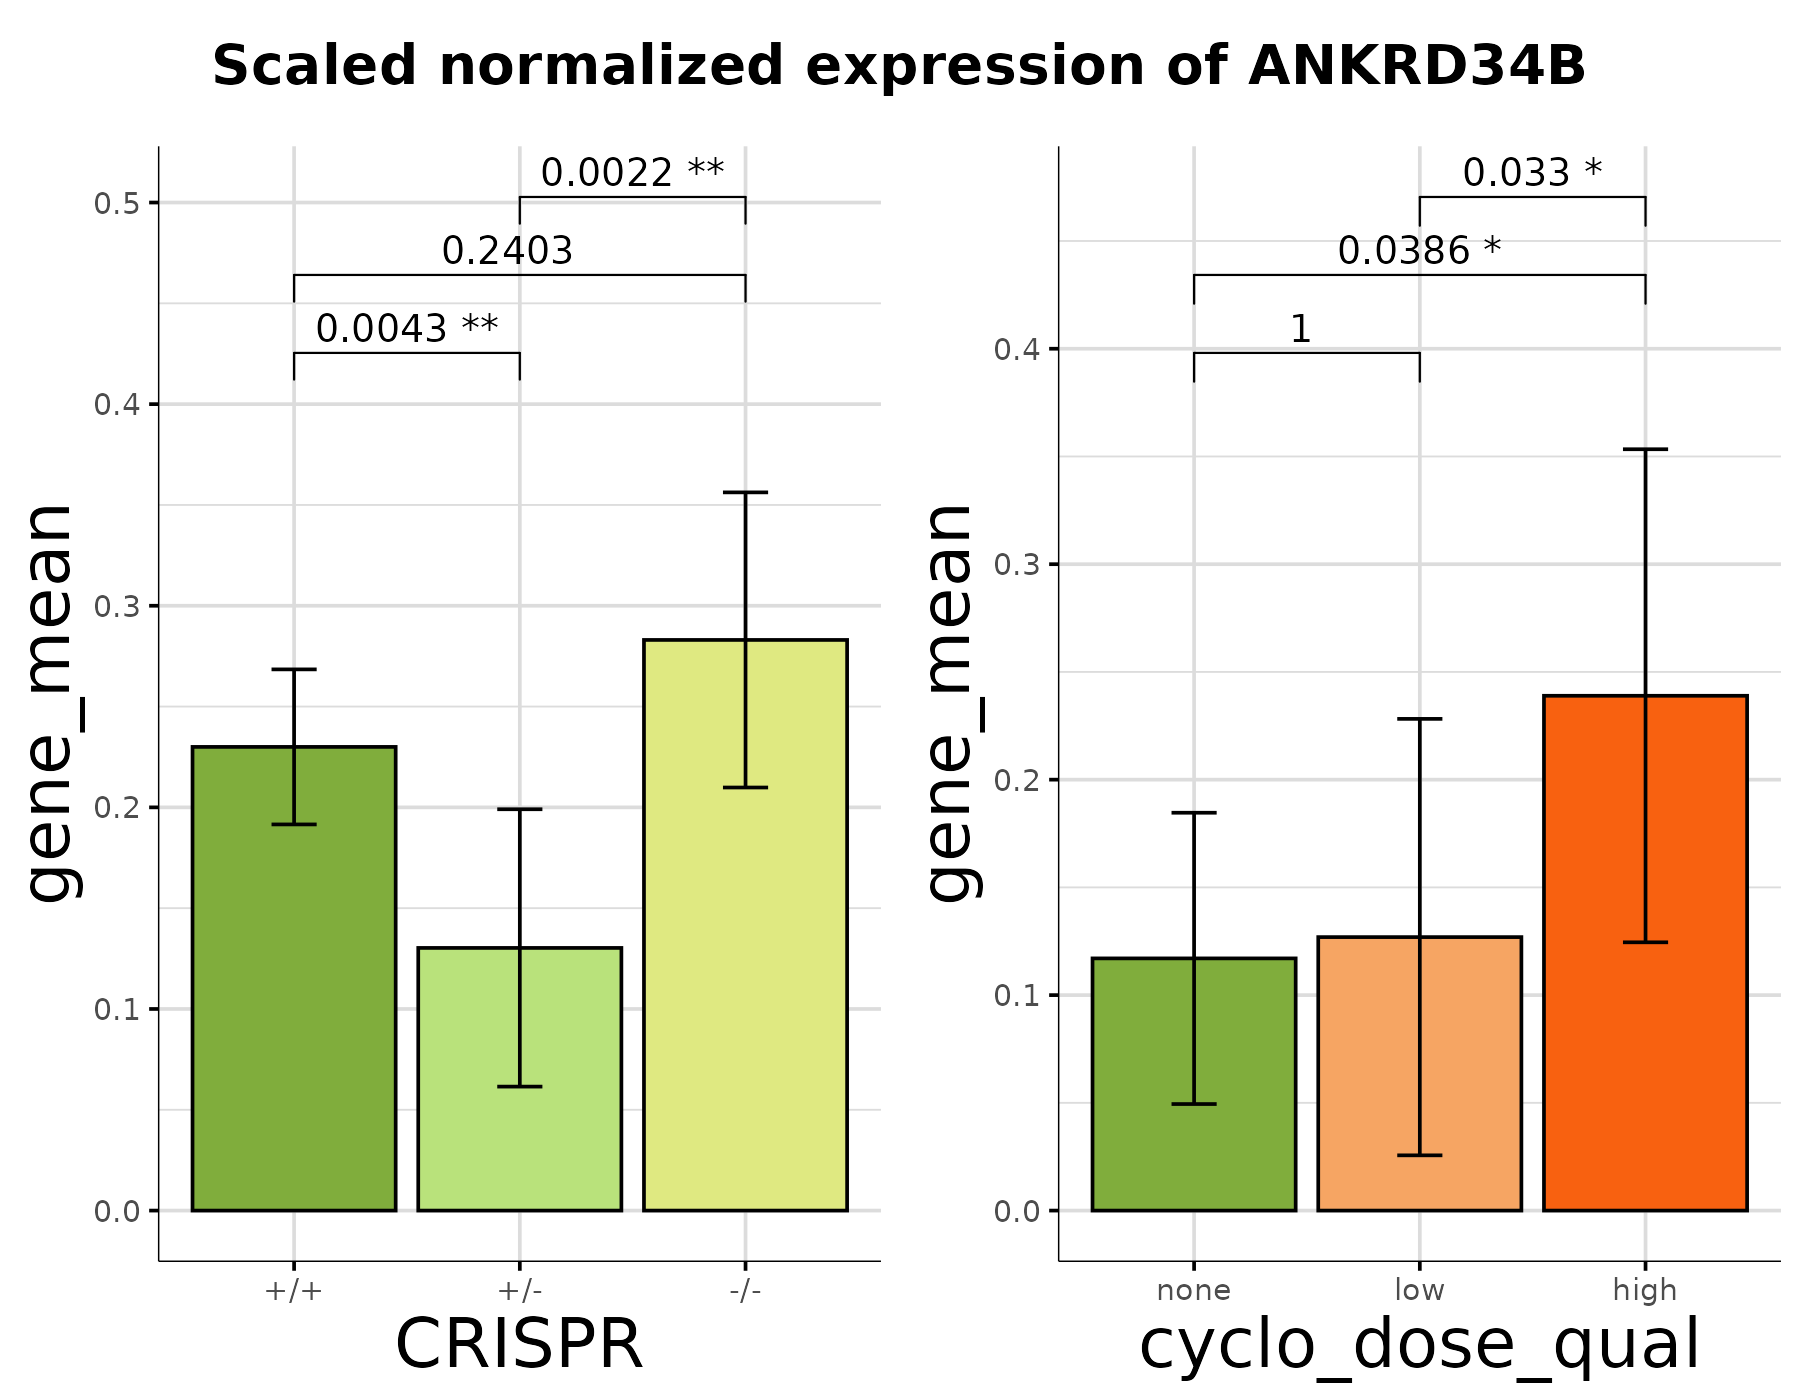 Scaled normalized expression of ANKRD34B
gene_mean
0.5
0.4
0.3
0.2
0.1
0.0
0.0022 **
0.2403
0.0043 **
+/+
+/-
-/-
CRISPR
gene_mean
0.4
0.3
0.2
0.1
0.0
0.033 *
0.0386 *
1
none
low
high
cyclo_dose_qual